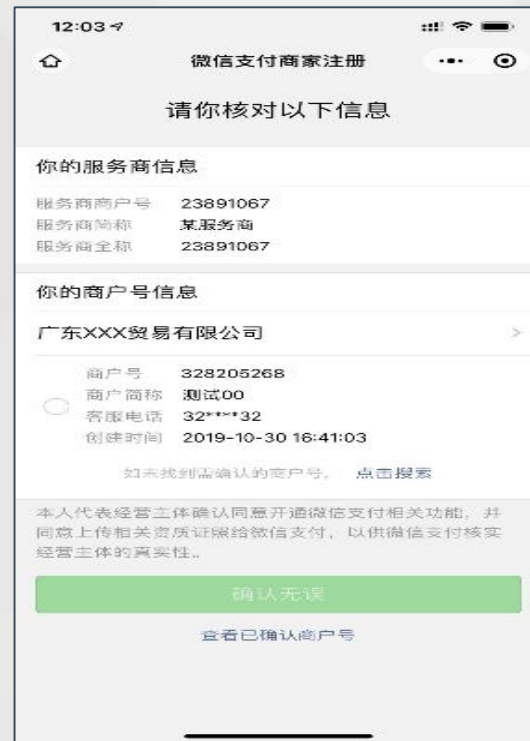 12:03
微信支付商家注册
请你核对以下信息
你的服务商信息
服务商商户号 23891067
服务商简称 某服务商
服务商全称 23891067
你的商户号信息
广东XXX贸易有限公司 >
商户号 328205268
商户简称 测试00
客服电话 32****32
创建时间 2019-10-30 16:41:03
如未找到需确认的商户号, 点击搜索
本人代表经营主体确认同意开通微信支付相关功能，并
同意上传相关资质证照给微信支付，以供微信支付核实
经营主体的真实性。
确认无误
查看已确认商户号